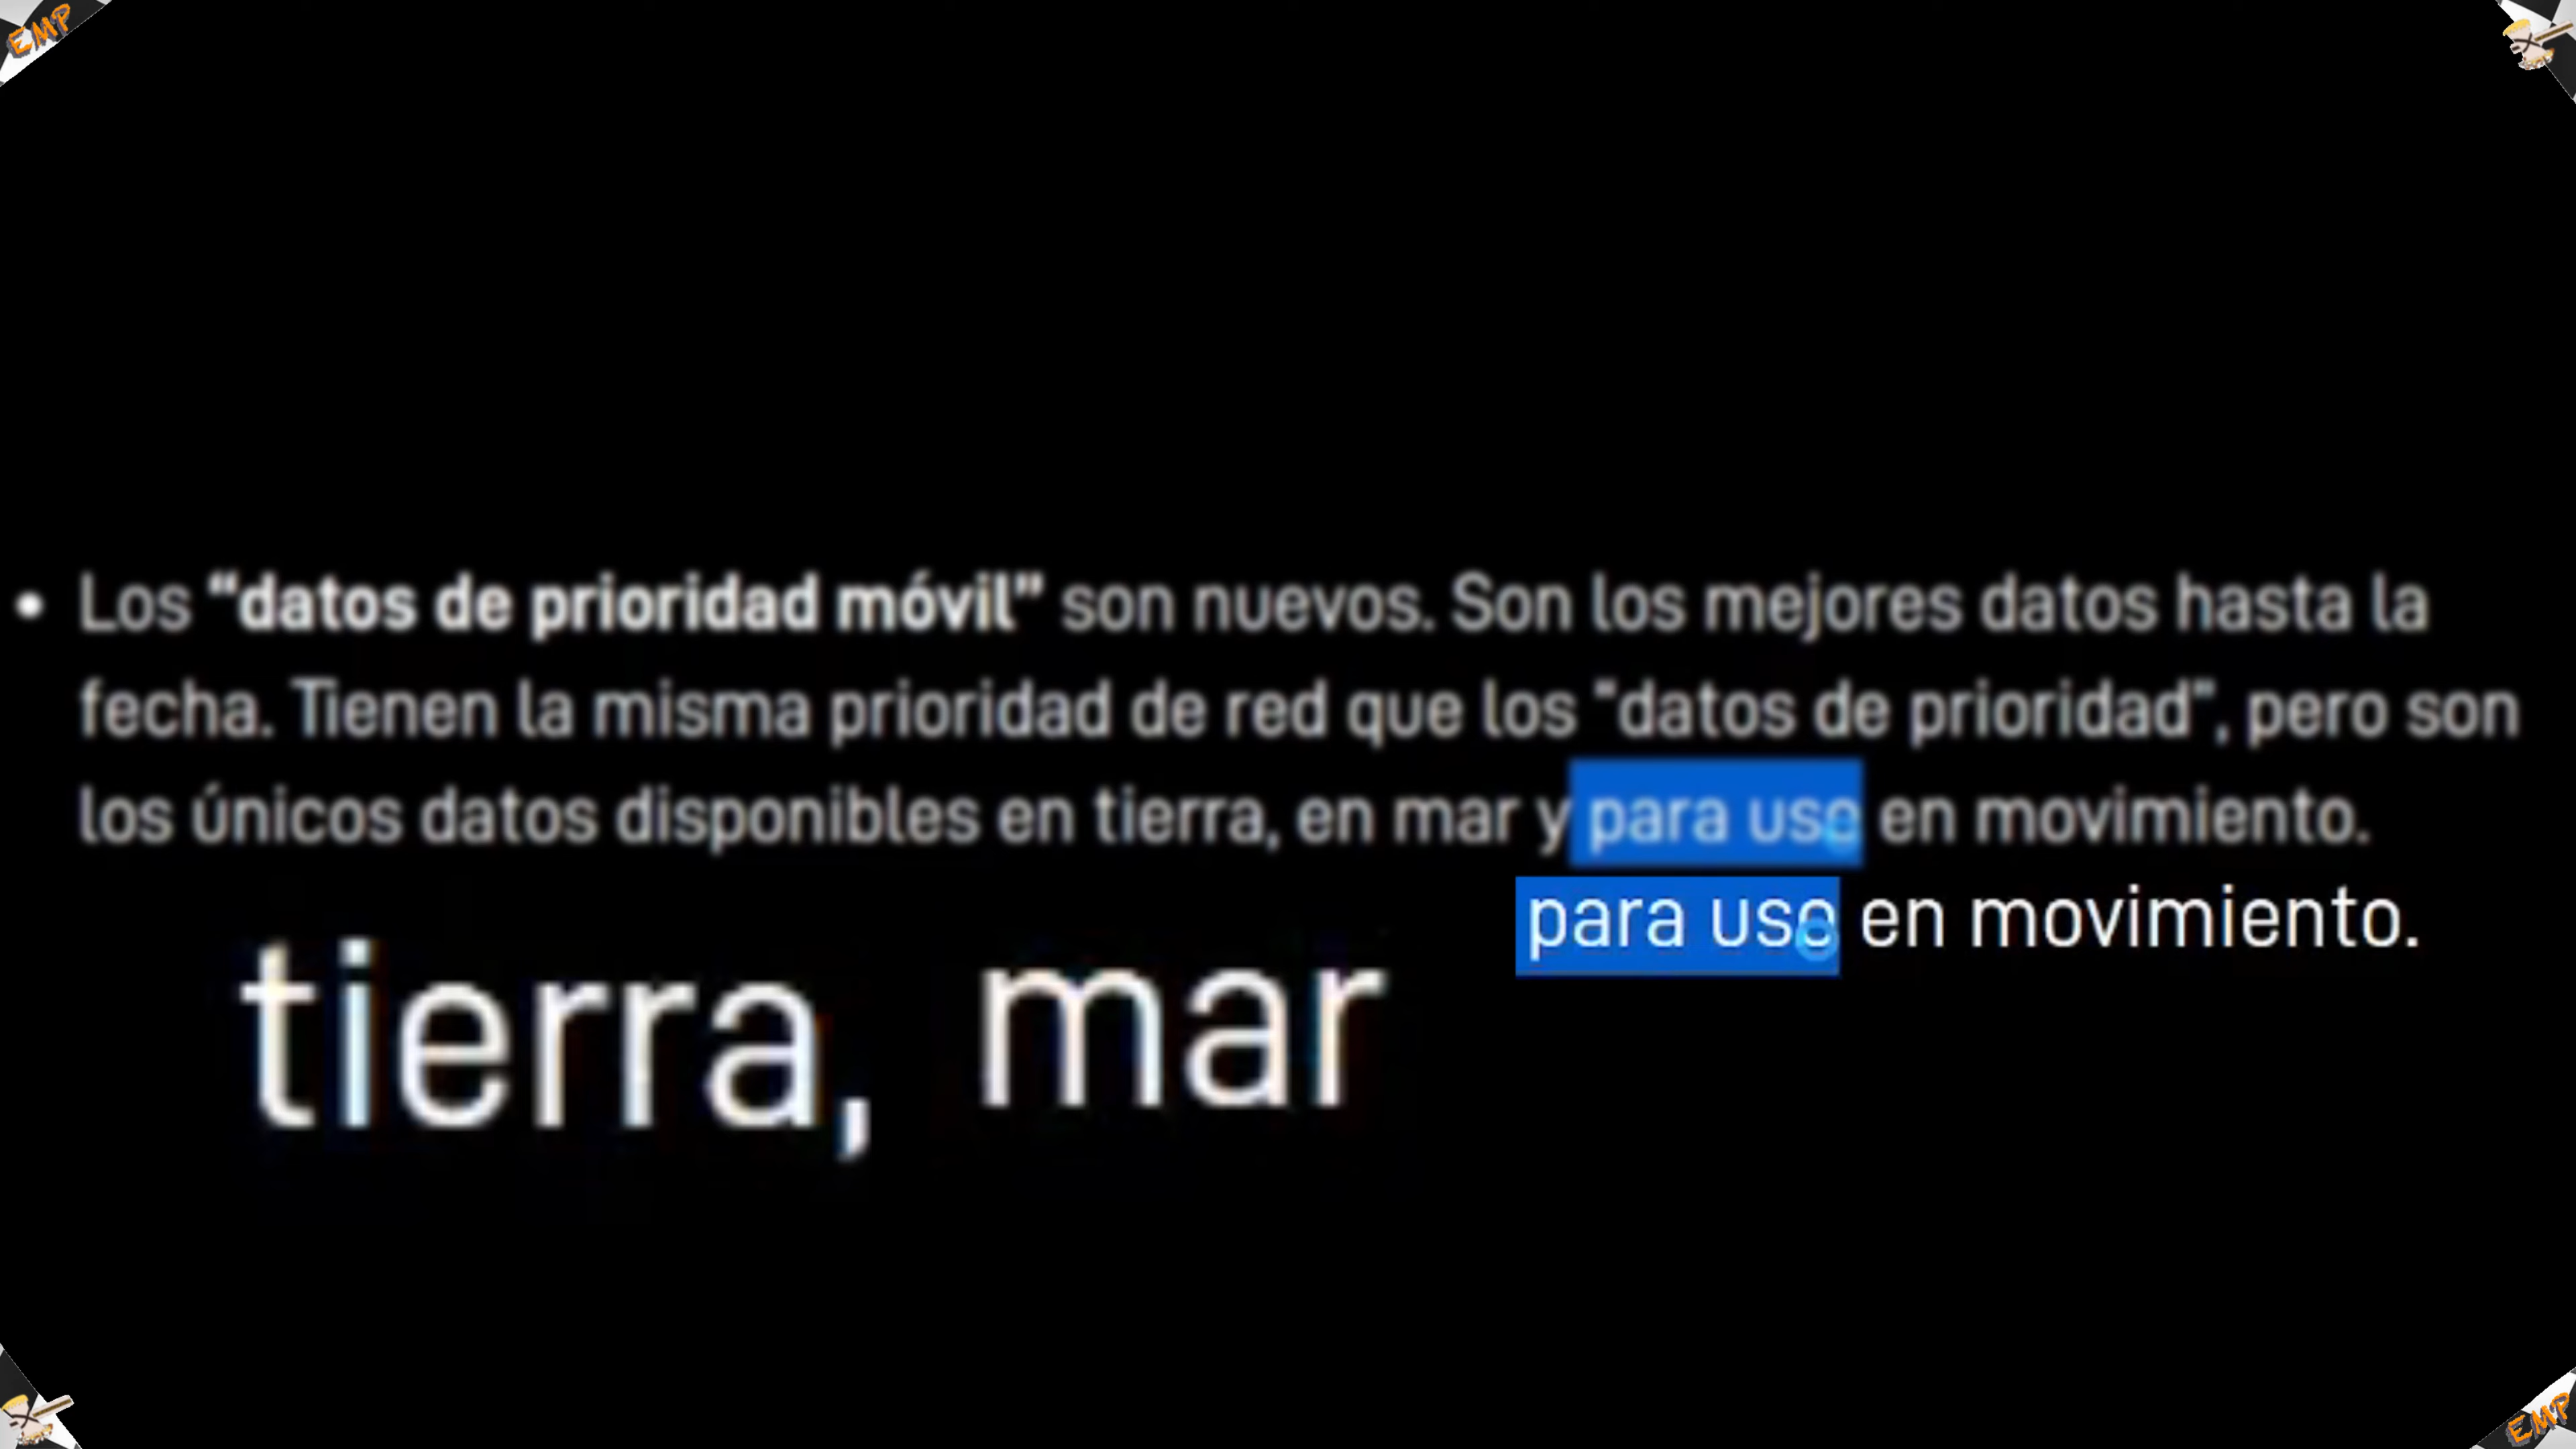 EMP
• Los “datos de prioridad móvil” son nuevos. Son los mejores datos hasta la
fecha. Tienen la misma prioridad de red que los "datos de prioridad", pero son
los únicos datos disponibles en tierra, en mar y para uso en movimiento.
para uso en movimiento.
tierra, mar
EMP